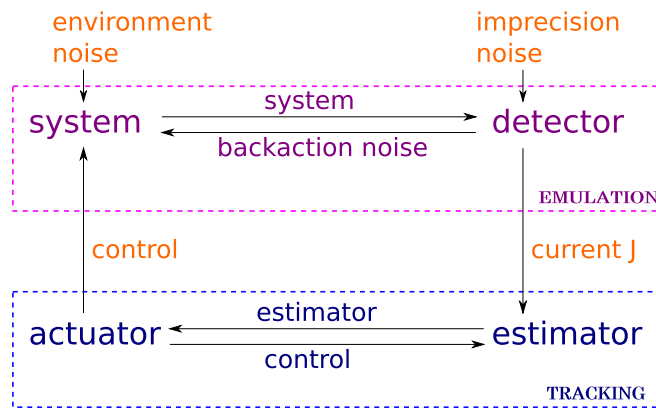 environment
noise
imprecision
noise
system
system
detector
backaction noise
EMULATION
control
current J
actuator
estimator
estimator
control
TRACKING